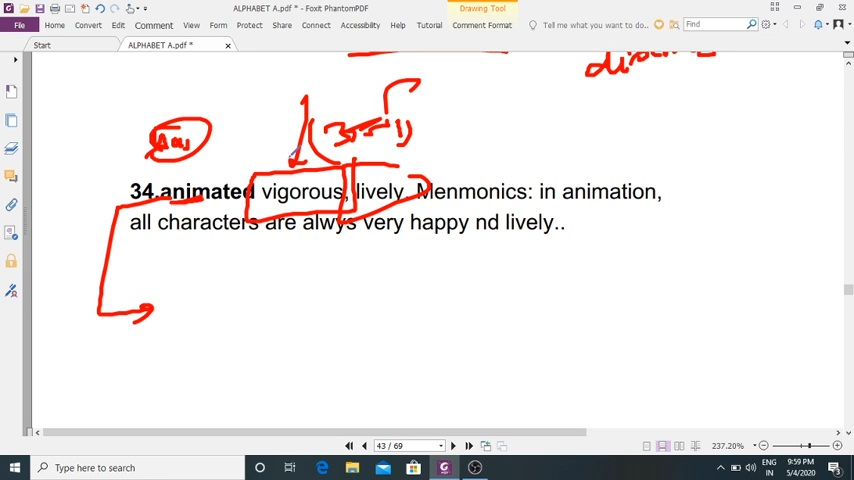 ALPHABET A.pdf * - Foxit PhantomPDF
Drawing Tool
File Home Edit Comment View Form Protect Share Connect Accessibility Help Tutorial Comment Format Tell me what you want to do.. Find
Start ALPHABET A.pdf *
34.animated vigorous, lively. Menmonics: in animation,
all characters are alwys very happy nd lively..
43 / 69 237.20%
Type here to search
ENG 9:59 PM
IN 5/4/2020
3